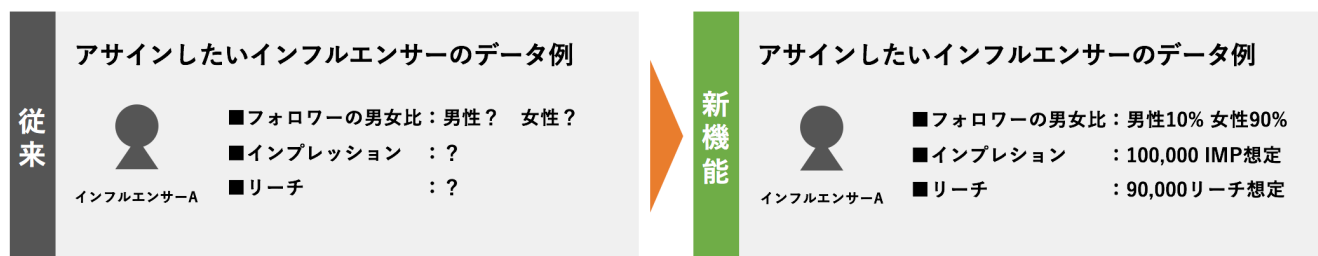 従来
アサインしたいインフルエンサーのデータ例
■フォロワーの男女比：男性？　女性？
■インプレッション　：？
■リーチ　　　　　　：？
インフルエンサーA
新機能
アサインしたいインフルエンサーのデータ例
■フォロワーの男女比：男性10% 女性90%
■インプレション　　：100,000 IMP想定
■リーチ　　　　　　：90,000リーチ想定
インフルエンサーA